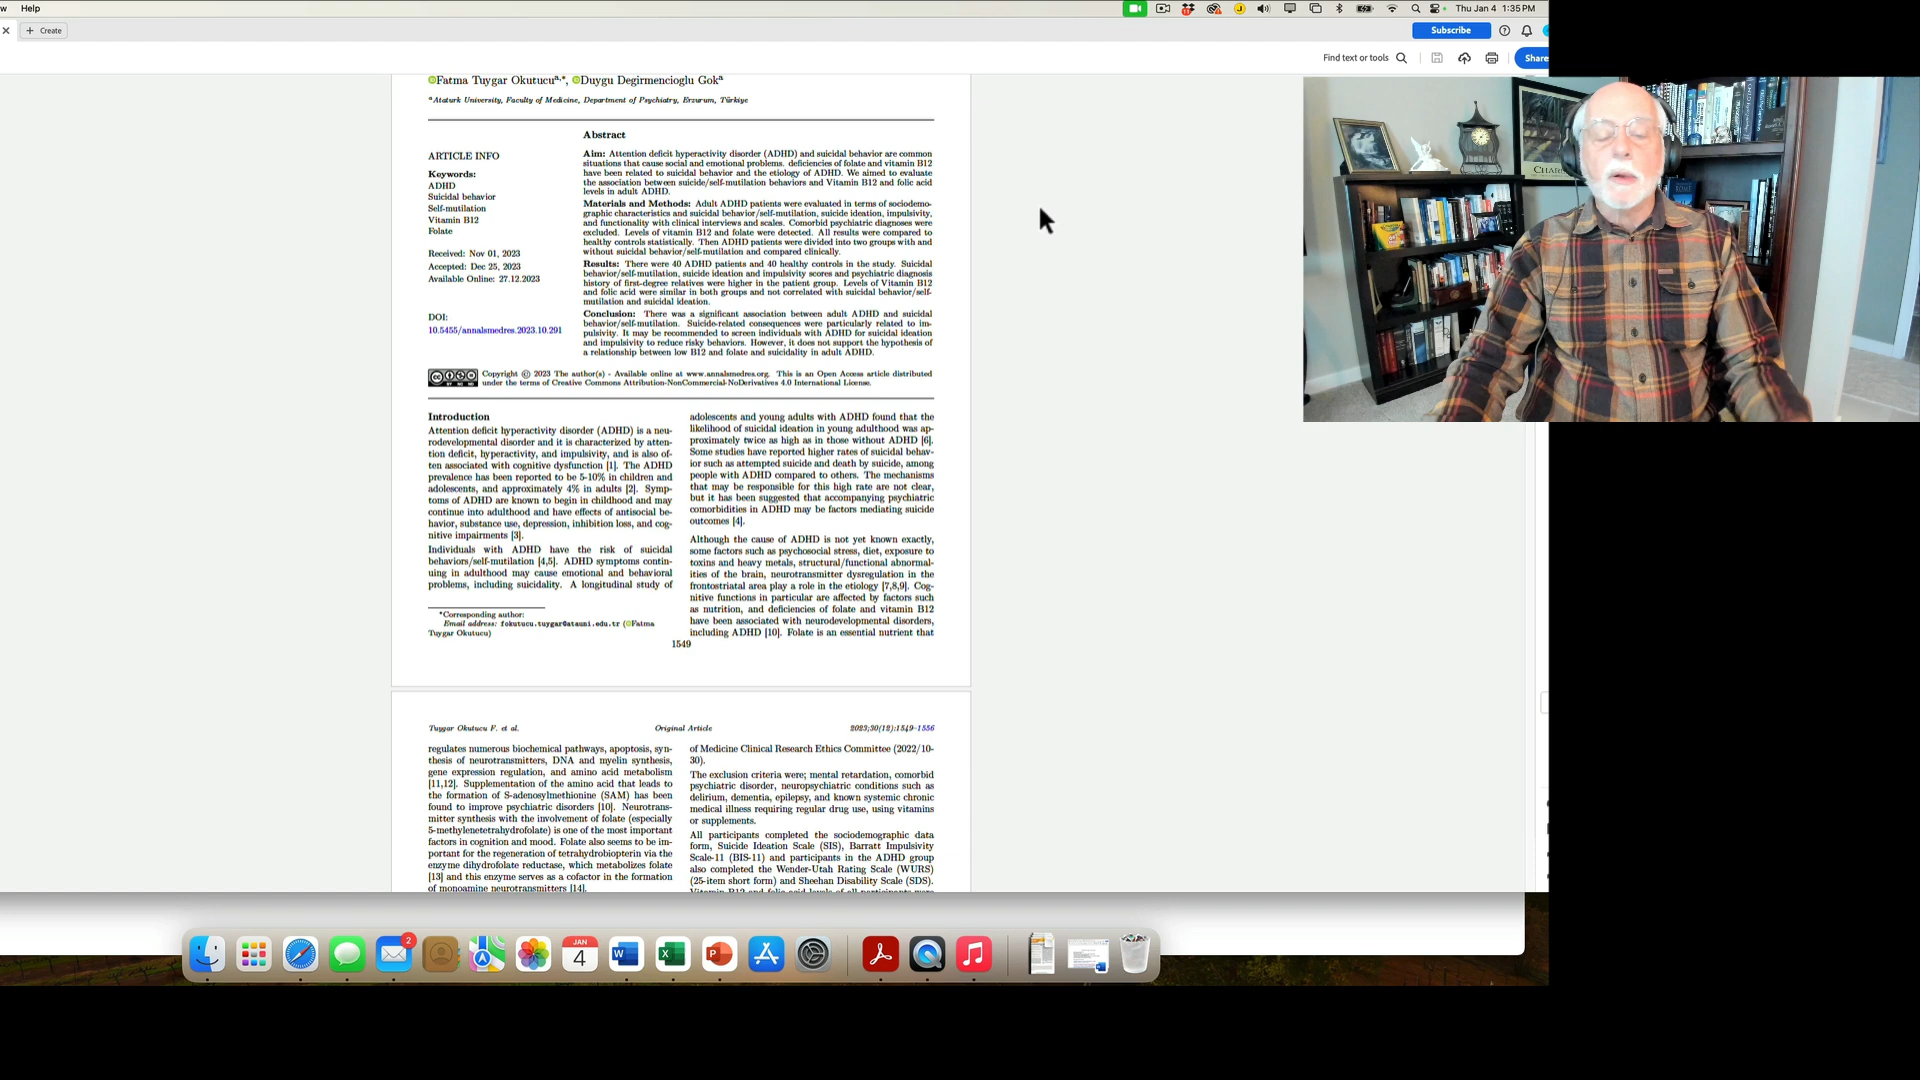 w Help
Thu Jan 4 1:35 PM
Create
Subscribe
Find text or tools
Share
Fatma Tuygar Okutucuᵃ,*, Duygu Degirmencioglu Gokᵃ
ᵃAtaturk University, Faculty of Medicine, Department of Psychiatry, Erzurum, Türkiye
ARTICLE INFO
Keywords:
ADHD
Suicidal behavior
Self-mutilation
Vitamin B12
Folate
Received: Nov 01, 2023
Accepted: Dec 25, 2023
Available Online: 27.12.2023
DOI:
10.5455/annalsmedres.2023.10.291
Abstract
Aim: Attention deficit hyperactivity disorder (ADHD) and suicidal behavior are common
situations that cause social and emotional problems. deficiencies of folate and vitamin B12
have been related to suicidal behavior and the etiology of ADHD. We aimed to evaluate
the association between suicide/self-mutilation behaviors and Vitamin B12 and folic acid
levels in adult ADHD.
Materials and Methods: Adult ADHD patients were evaluated in terms of sociodemo-
graphic characteristics and suicidal behavior/self-mutilation, suicide ideation, impulsivity,
and functionality with clinical interviews and scales. Comorbid psychiatric diagnoses were
excluded. Levels of vitamin B12 and folate were detected. All results were compared to
healthy controls statistically. Then ADHD patients were divided into two groups with and
without suicidal behavior/self-mutilation and compared clinically.
Results: There were 40 ADHD patients and 40 healthy controls in the study. Suicidal
behavior/self-mutilation, suicide ideation and impulsivity scores and psychiatric diagnosis
history of first-degree relatives were higher in the patient group. Levels of Vitamin B12
and folic acid were similar in both groups and not correlated with suicidal behavior/self-
mutilation and suicidal ideation.
Conclusion: There was a significant association between adult ADHD and suicidal
behavior/self-mutilation. Suicide-related consequences were particularly related to im-
pulsivity. It may be recommended to screen individuals with ADHD for suicidal ideation
and impulsivity to reduce risky behaviors. However, it does not support the hypothesis of
a relationship between low B12 and folate and suicidality in adult ADHD.
Copyright © 2023 The author(s) - Available online at www.annalsmedres.org. This is an Open Access article distributed
under the terms of Creative Commons Attribution-NonCommercial-NoDerivatives 4.0 International License.
Introduction
Attention deficit hyperactivity disorder (ADHD) is a neu-
rodevelopmental disorder and it is characterized by atten-
tion deficit, hyperactivity, and impulsivity, and is also of-
ten associated with cognitive dysfunction [1]. The ADHD
prevalence has been reported to be 5-10% in children and
adolescents, and approximately 4% in adults [2]. Symp-
toms of ADHD are known to begin in childhood and may
continue into adulthood and have effects of antisocial be-
havior, substance use, depression, inhibition loss, and cog-
nitive impairments [3].
Individuals with ADHD have the risk of suicidal
behaviors/self-mutilation [4,5]. ADHD symptoms contin-
uing in adulthood may cause emotional and behavioral
problems, including suicidality. A longitudinal study of
*Corresponding author:
Email address: fokutucu.tuygar@atauni.edu.tr (Fatma
Tuygar Okutucu)
adolescents and young adults with ADHD found that the
likelihood of suicidal ideation in young adulthood was ap-
proximately twice as high as in those without ADHD [6].
Some studies have reported higher rates of suicidal behav-
ior such as attempted suicide and death by suicide, among
people with ADHD compared to others. The mechanisms
that may be responsible for this high rate are not clear,
but it has been suggested that accompanying psychiatric
comorbidities in ADHD may be factors mediating suicide
outcomes [4].
Although the cause of ADHD is not yet known exactly,
some factors such as psychosocial stress, diet, exposure to
toxins and heavy metals, structural/functional abnormal-
ities of the brain, neurotransmitter dysregulation in the
frontostriatal area play a role in the etiology [7,8,9]. Cog-
nitive functions in particular are affected by factors such
as nutrition, and deficiencies of folate and vitamin B12
have been associated with neurodevelopmental disorders,
including ADHD [10]. Folate is an essential nutrient that
1549
Tuygar Okutucu F. et al.
Original Article
2023;30(12):1549–1556
regulates numerous biochemical pathways, apoptosis, syn-
thesis of neurotransmitters, DNA and myelin synthesis,
gene expression regulation, and amino acid metabolism
[11,12]. Supplementation of the amino acid that leads to
the formation of S-adenosylmethionine (SAM) has been
found to improve psychiatric disorders [10]. Neurotrans-
mitter synthesis with the involvement of folate (especially
5-methylenetetrahydrofolate) is one of the most important
factors in cognition and mood. Folate also seems to be im-
portant for the regeneration of tetrahydrobiopterin via the
enzyme dihydrofolate reductase, which metabolizes folate
[13] and this enzyme serves as a cofactor in the formation
of monoamine neurotransmitters [14].
of Medicine Clinical Research Ethics Committee (2022/10-
30).
The exclusion criteria were; mental retardation, comorbid
psychiatric disorder, neuropsychiatric conditions such as
delirium, dementia, epilepsy, and known systemic chronic
medical illness requiring regular drug use, using vitamins
or supplements.
All participants completed the sociodemographic data
form, Suicide Ideation Scale (SIS), Barratt Impulsivity
Scale-11 (BIS-11) and participants in the ADHD group
also completed the Wender-Utah Rating Scale (WURS)
(25-item short form) and Sheehan Disability Scale (SDS).
Vitamin B12 and folic acid levels of all participants were
2
JAN
4